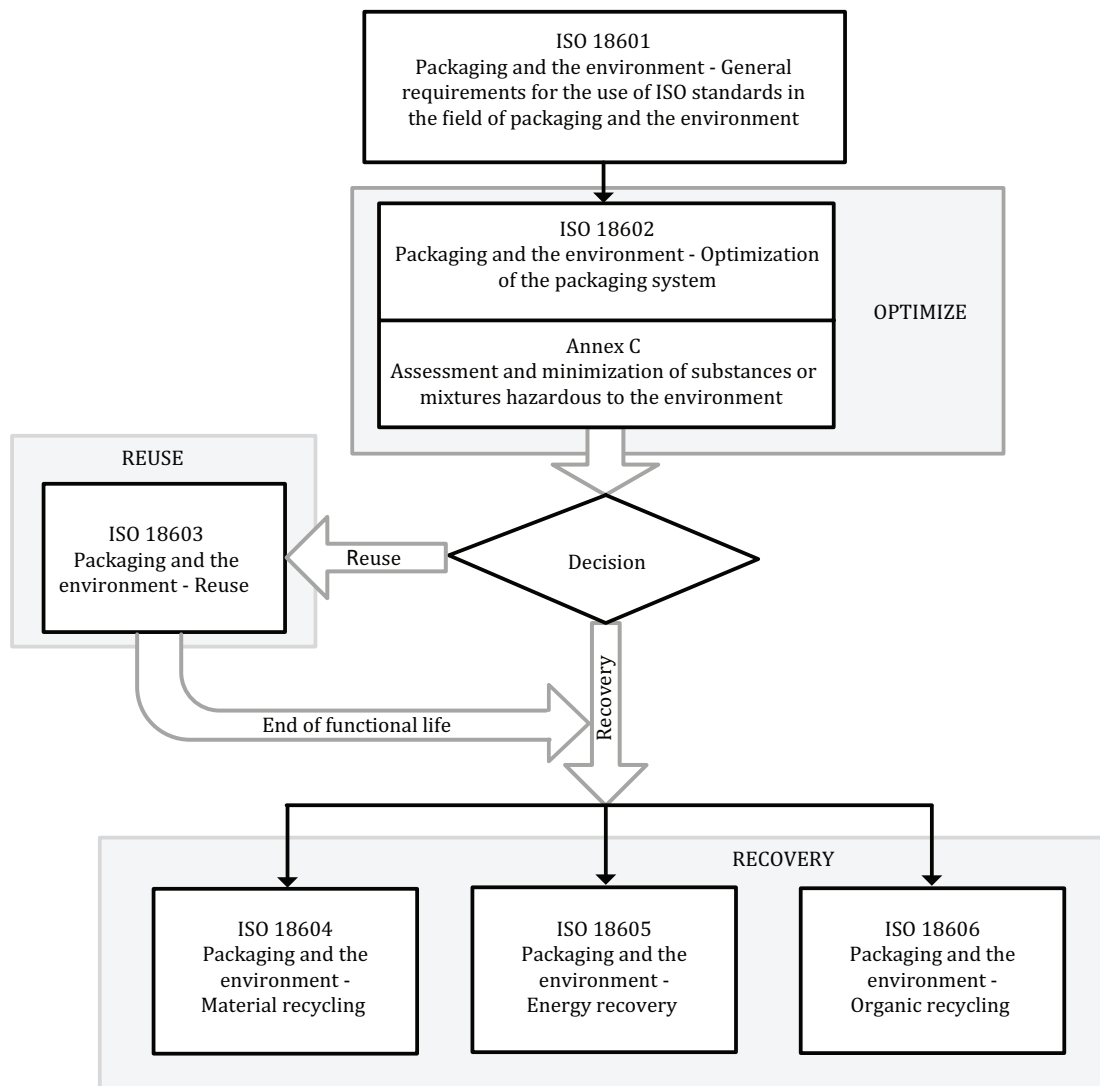 ISO 18601
Packaging and the environment - General
requirements for the use of ISO standards in
the field of packaging and the environment
ISO 18602
Packaging and the environment - Optimization
of the packaging system
OPTIMIZE
Annex C
Assessment and minimization of substances or
mixtures hazardous to the environment
REUSE
ISO 18603
Packaging and the
environment - Reuse
Reuse
Decision
Recovery
End of functional life
RECOVERY
ISO 18604
Packaging and the
environment -
Material recycling
ISO 18605
Packaging and the
environment -
Energy recovery
ISO 18606
Packaging and the
environment -
Organic recycling